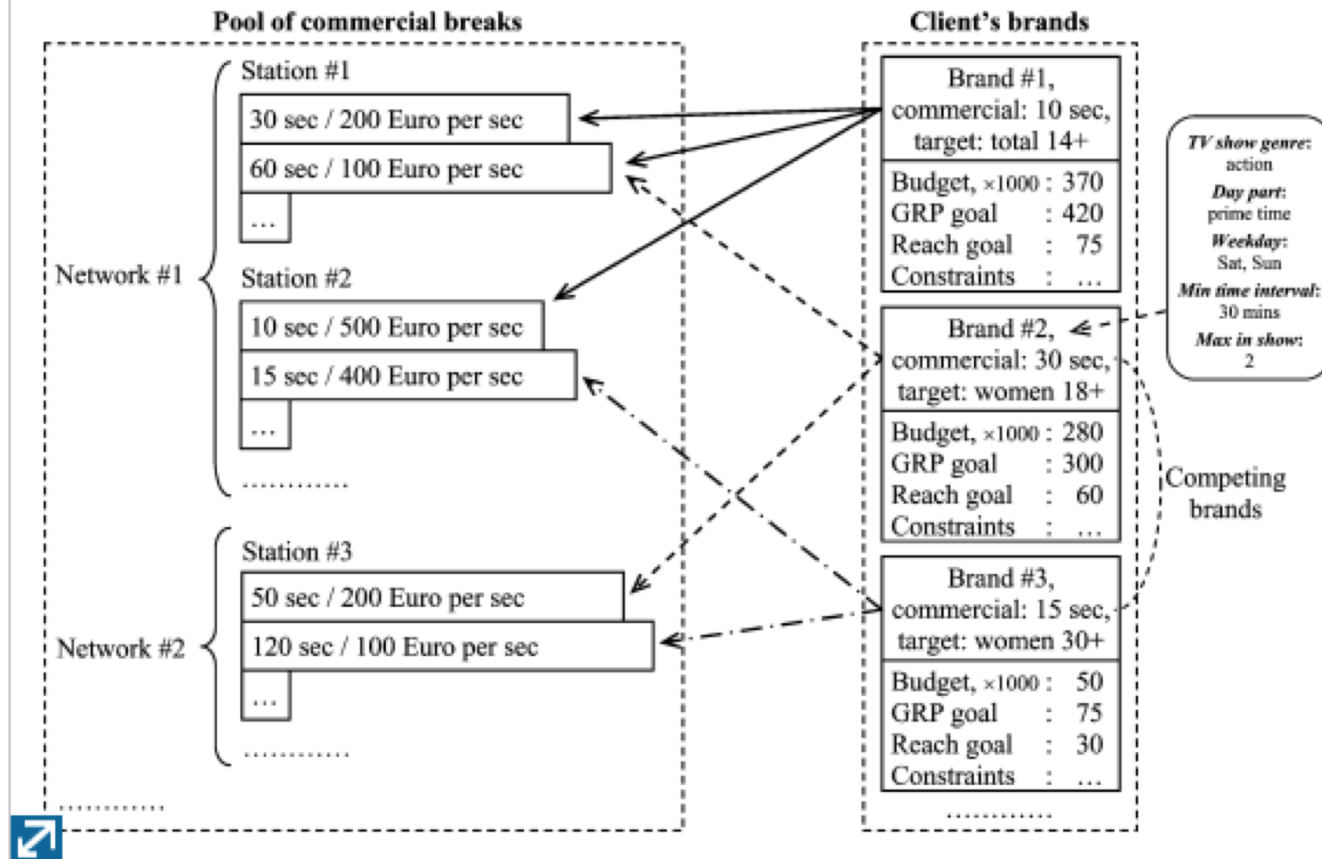 Pool of commercial breaks
Station #1
30 sec / 200 Euro per sec
60 sec / 100 Euro per sec
...
Network #1
Station #2
10 sec / 500 Euro per sec
15 sec / 400 Euro per sec
...
............
Station #3
50 sec / 200 Euro per sec
Network #2
120 sec / 100 Euro per sec
...
............
............
Client's brands
Brand #1,
commercial: 10 sec,
target: total 14+
Budget, ×1000 : 370
GRP goal : 420
Reach goal : 75
Constraints : ...
Brand #2,
commercial: 30 sec,
target: women 18+
Budget, ×1000 : 280
GRP goal : 300
Reach goal : 60
Constraints : ...
Brand #3,
commercial: 15 sec,
target: women 30+
Budget, ×1000 : 50
GRP goal : 75
Reach goal : 30
Constraints : ...
............
TV show genre:
action
Day part:
prime time
Weekday:
Sat, Sun
Min time interval:
30 mins
Max in show:
2
Competing
brands